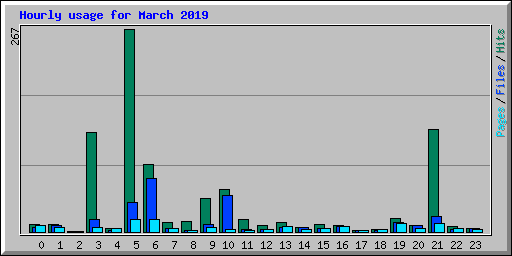 Hourly usage for March 2019
267
Pages/Files/Hits
0 1 2 3 4 5 6 7 8 9 10 11 12 13 14 15 16 17 18 19 20 21 22 23